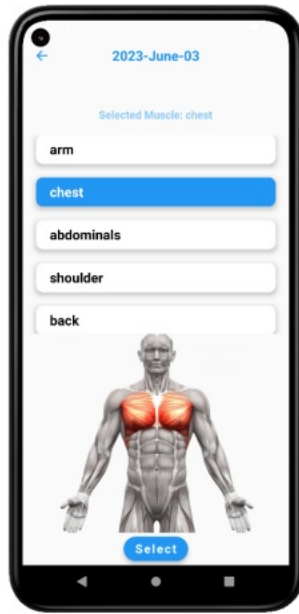 2023-June-03
Selected Muscle: chest
arm
chest
abdominals
shoulder
back
Select